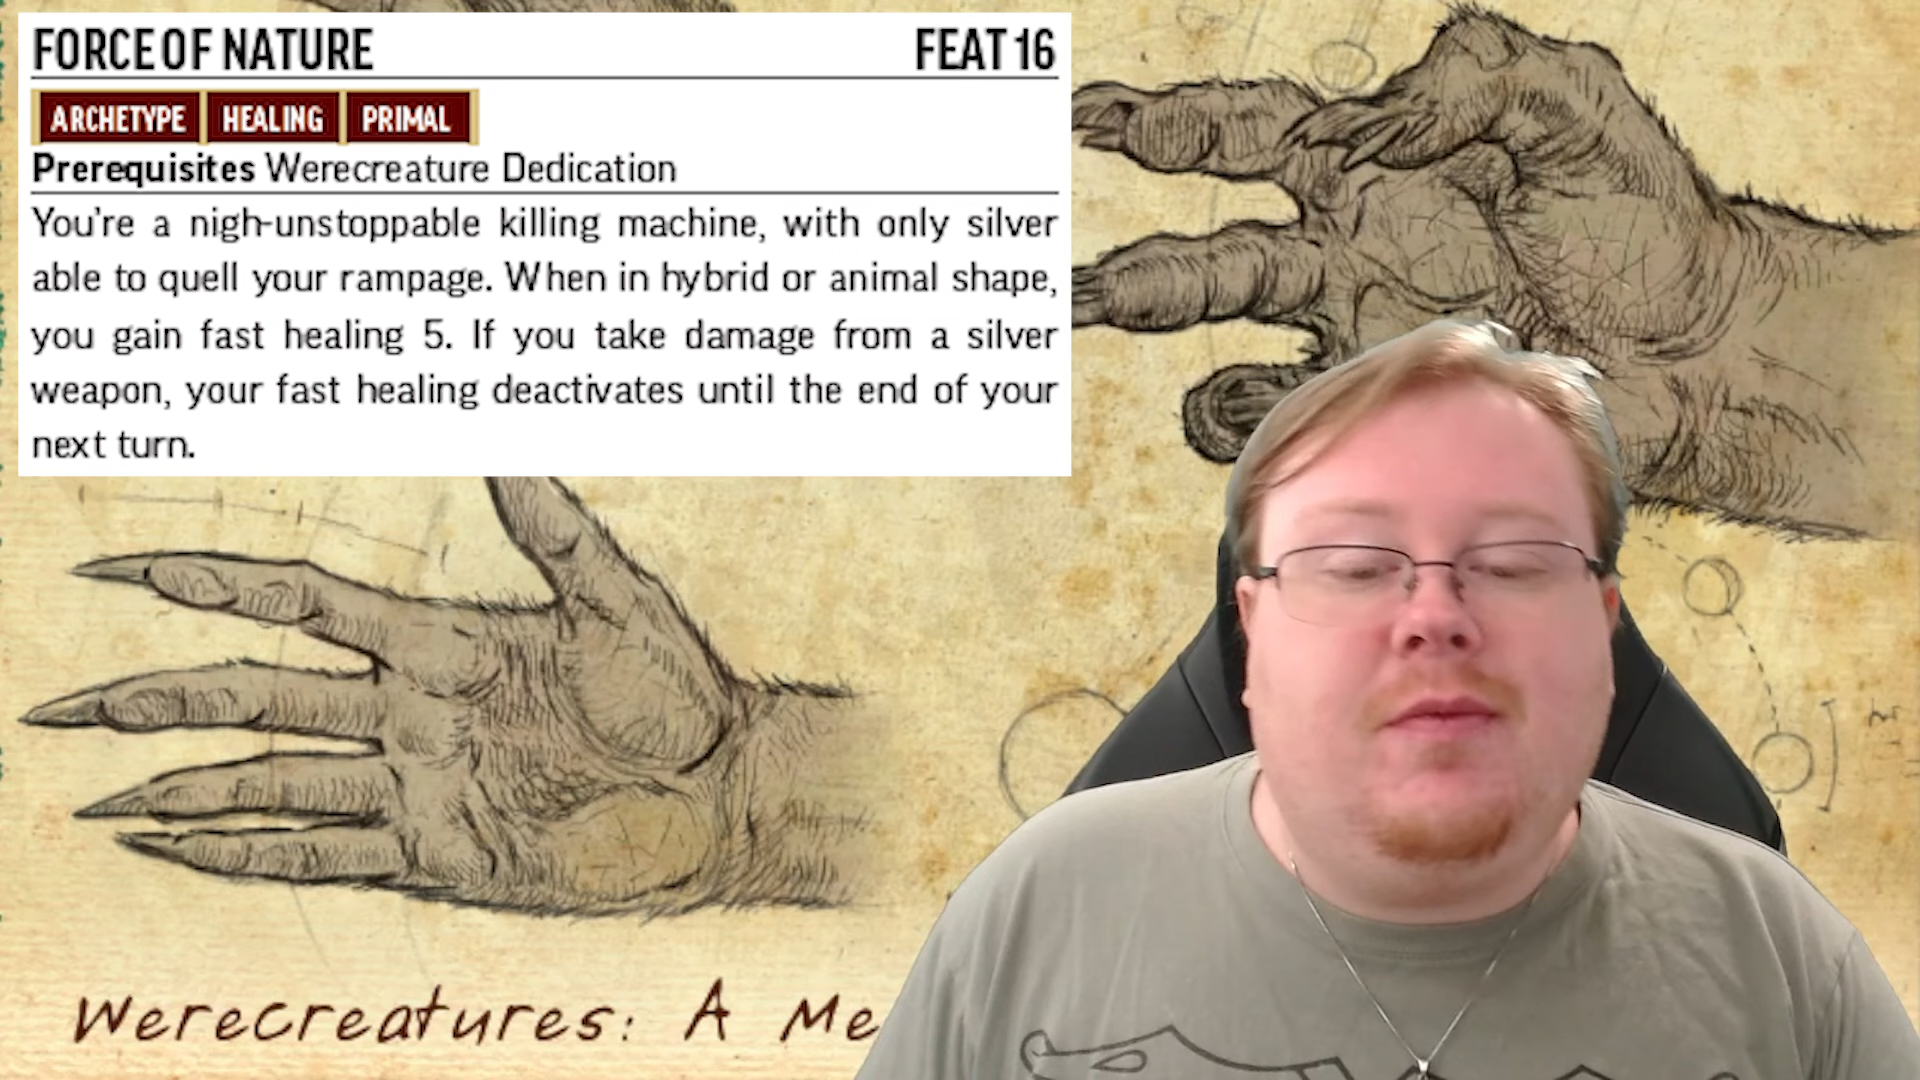 FORCE OF NATURE FEAT 16
ARCHETYPE HEALING PRIMAL
Prerequisites Werecreature Dedication
You're a nigh-unstoppable killing machine, with only silver
able to quell your rampage. When in hybrid or animal shape,
you gain fast healing 5. If you take damage from a silver
weapon, your fast healing deactivates until the end of your
next turn.
Werecreatures: A Me